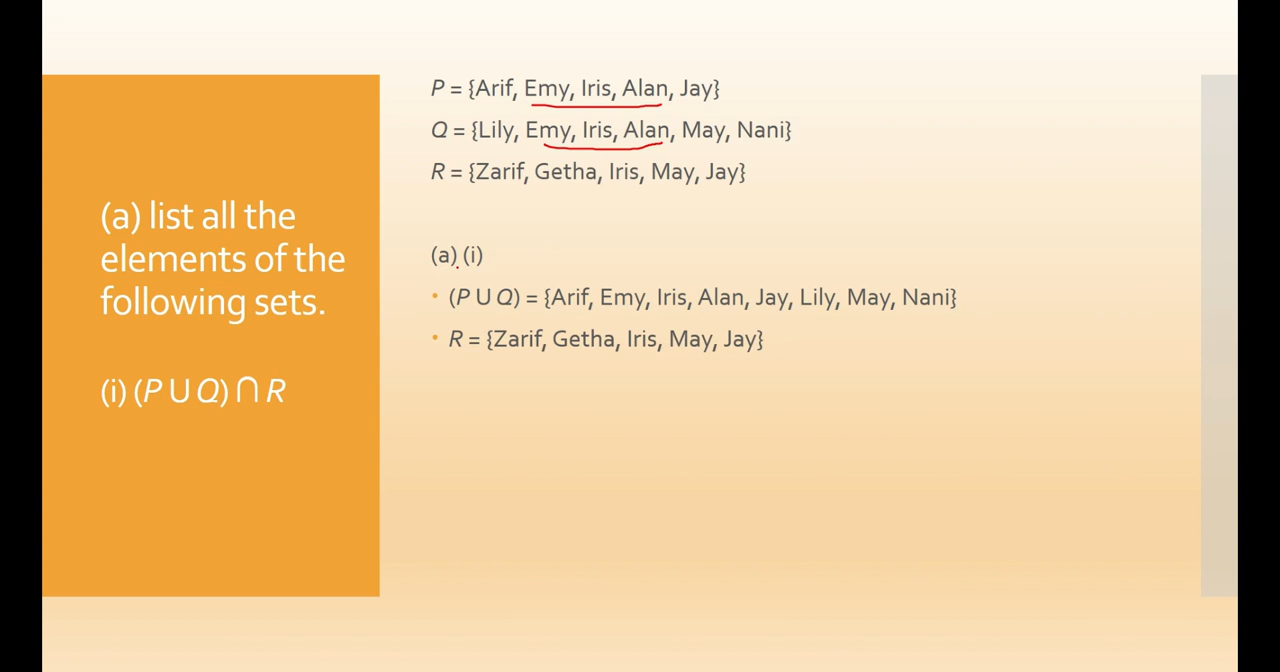 (a) list all the
elements of the
following sets.
(i) (P U Q) ∩ R
P = {Arif, Emy, Iris, Alan, Jay}
Q = {Lily, Emy, Iris, Alan, May, Nani}
R = {Zarif, Getha, Iris, May, Jay}
(a) (i)
• (P U Q) = {Arif, Emy, Iris, Alan, Jay, Lily, May, Nani}
• R = {Zarif, Getha, Iris, May, Jay}